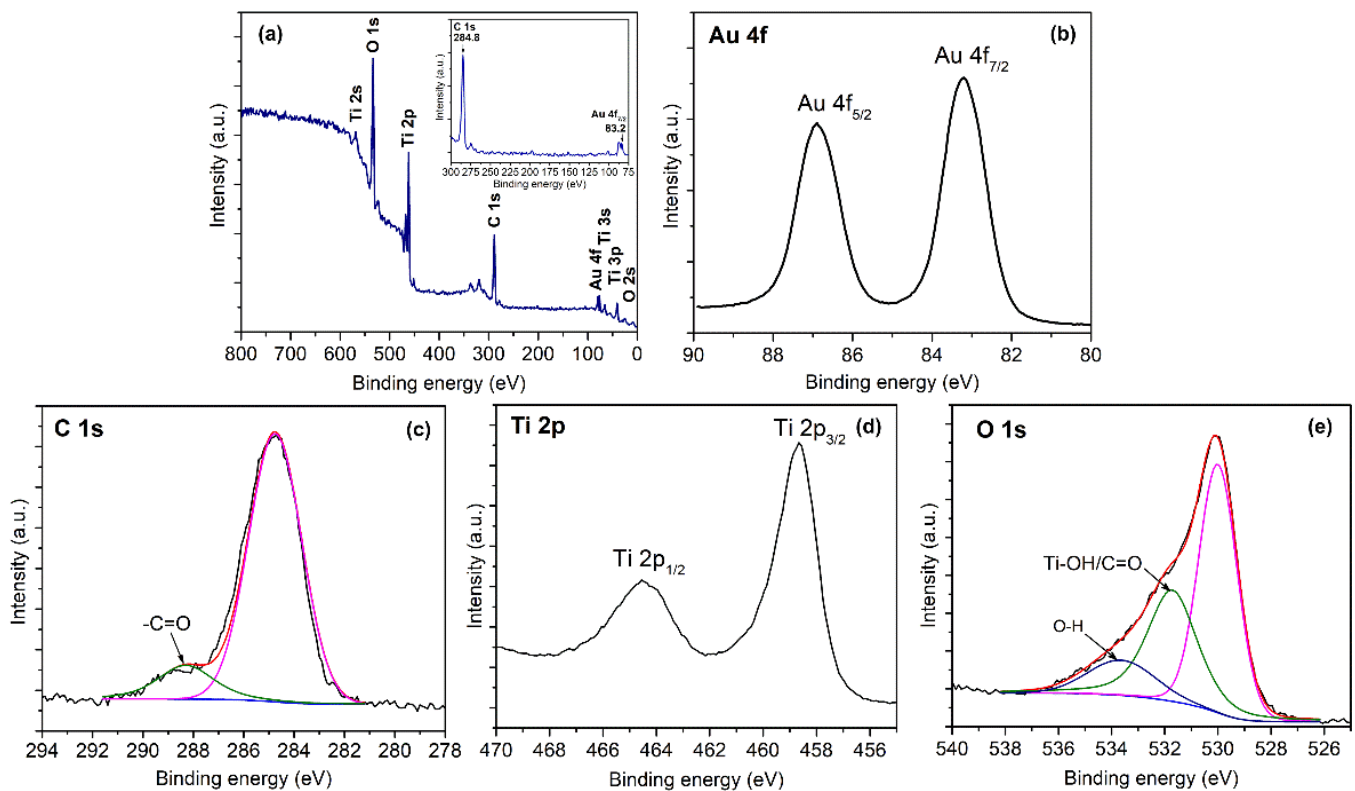 (a)
Intensity (a.u.)
Ti 2s
O 1s
Ti 2p
C 1s
Au 4f
Ti 3s
Ti 3p
O 2s
800 700 600 500 400 300 200 100 0
Binding energy (eV)
C 1s
284.8
Au 4f7/2
83.2
Intensity (a.u.)
300 275 250 225 200 175 150 125 100 75
Binding energy (eV)
Au 4f
(b)
Au 4f5/2
Au 4f7/2
Intensity (a.u.)
90 88 86 84 82 80
Binding energy (eV)
C 1s
(c)
-C=O
Intensity (a.u.)
294 292 290 288 286 284 282 280 278
Binding energy (eV)
Ti 2p
(d)
Ti 2p3/2
Ti 2p1/2
Intensity (a.u.)
470 468 466 464 462 460 458 456
Binding energy (eV)
O 1s
(e)
Ti-OH/C=O
O-H
Intensity (a.u.)
540 538 536 534 532 530 528 526
Binding energy (eV)